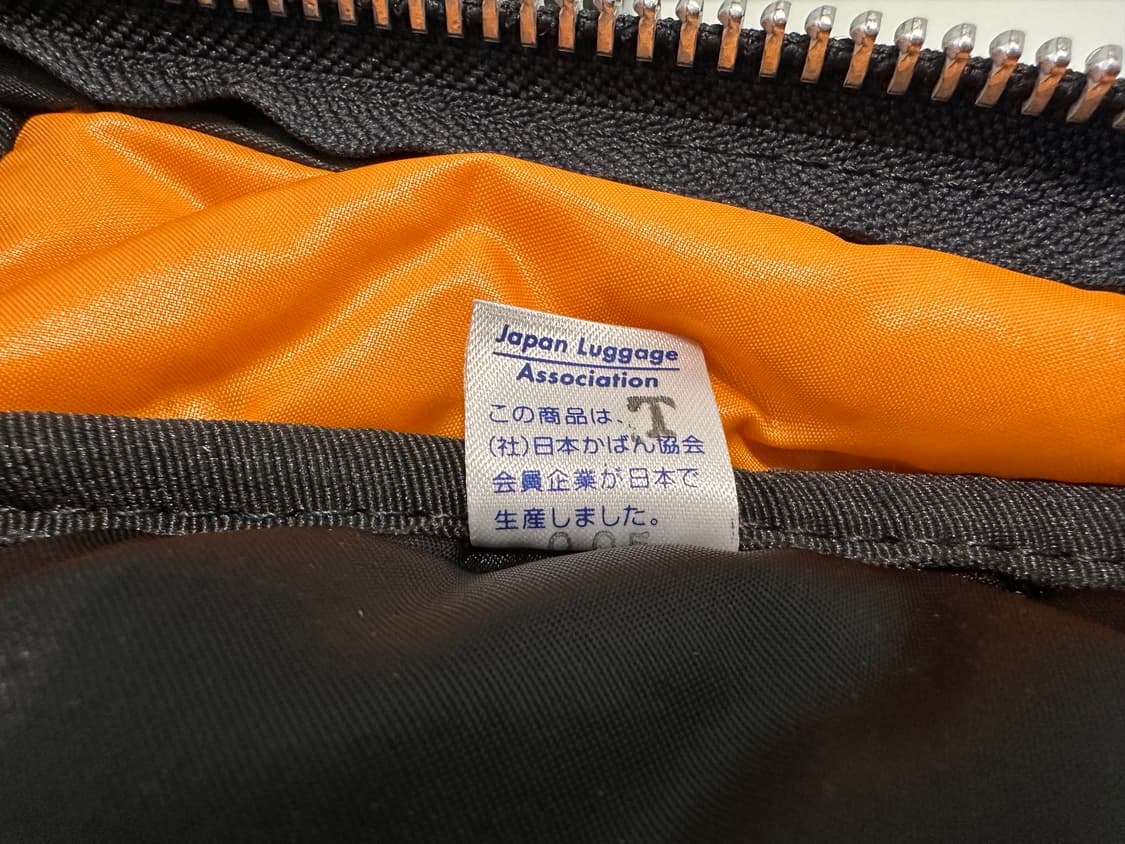 Japan Luggage
Association
この商品は、
T
(社)日本かばん協会
会員企業が日本で
生産しました。